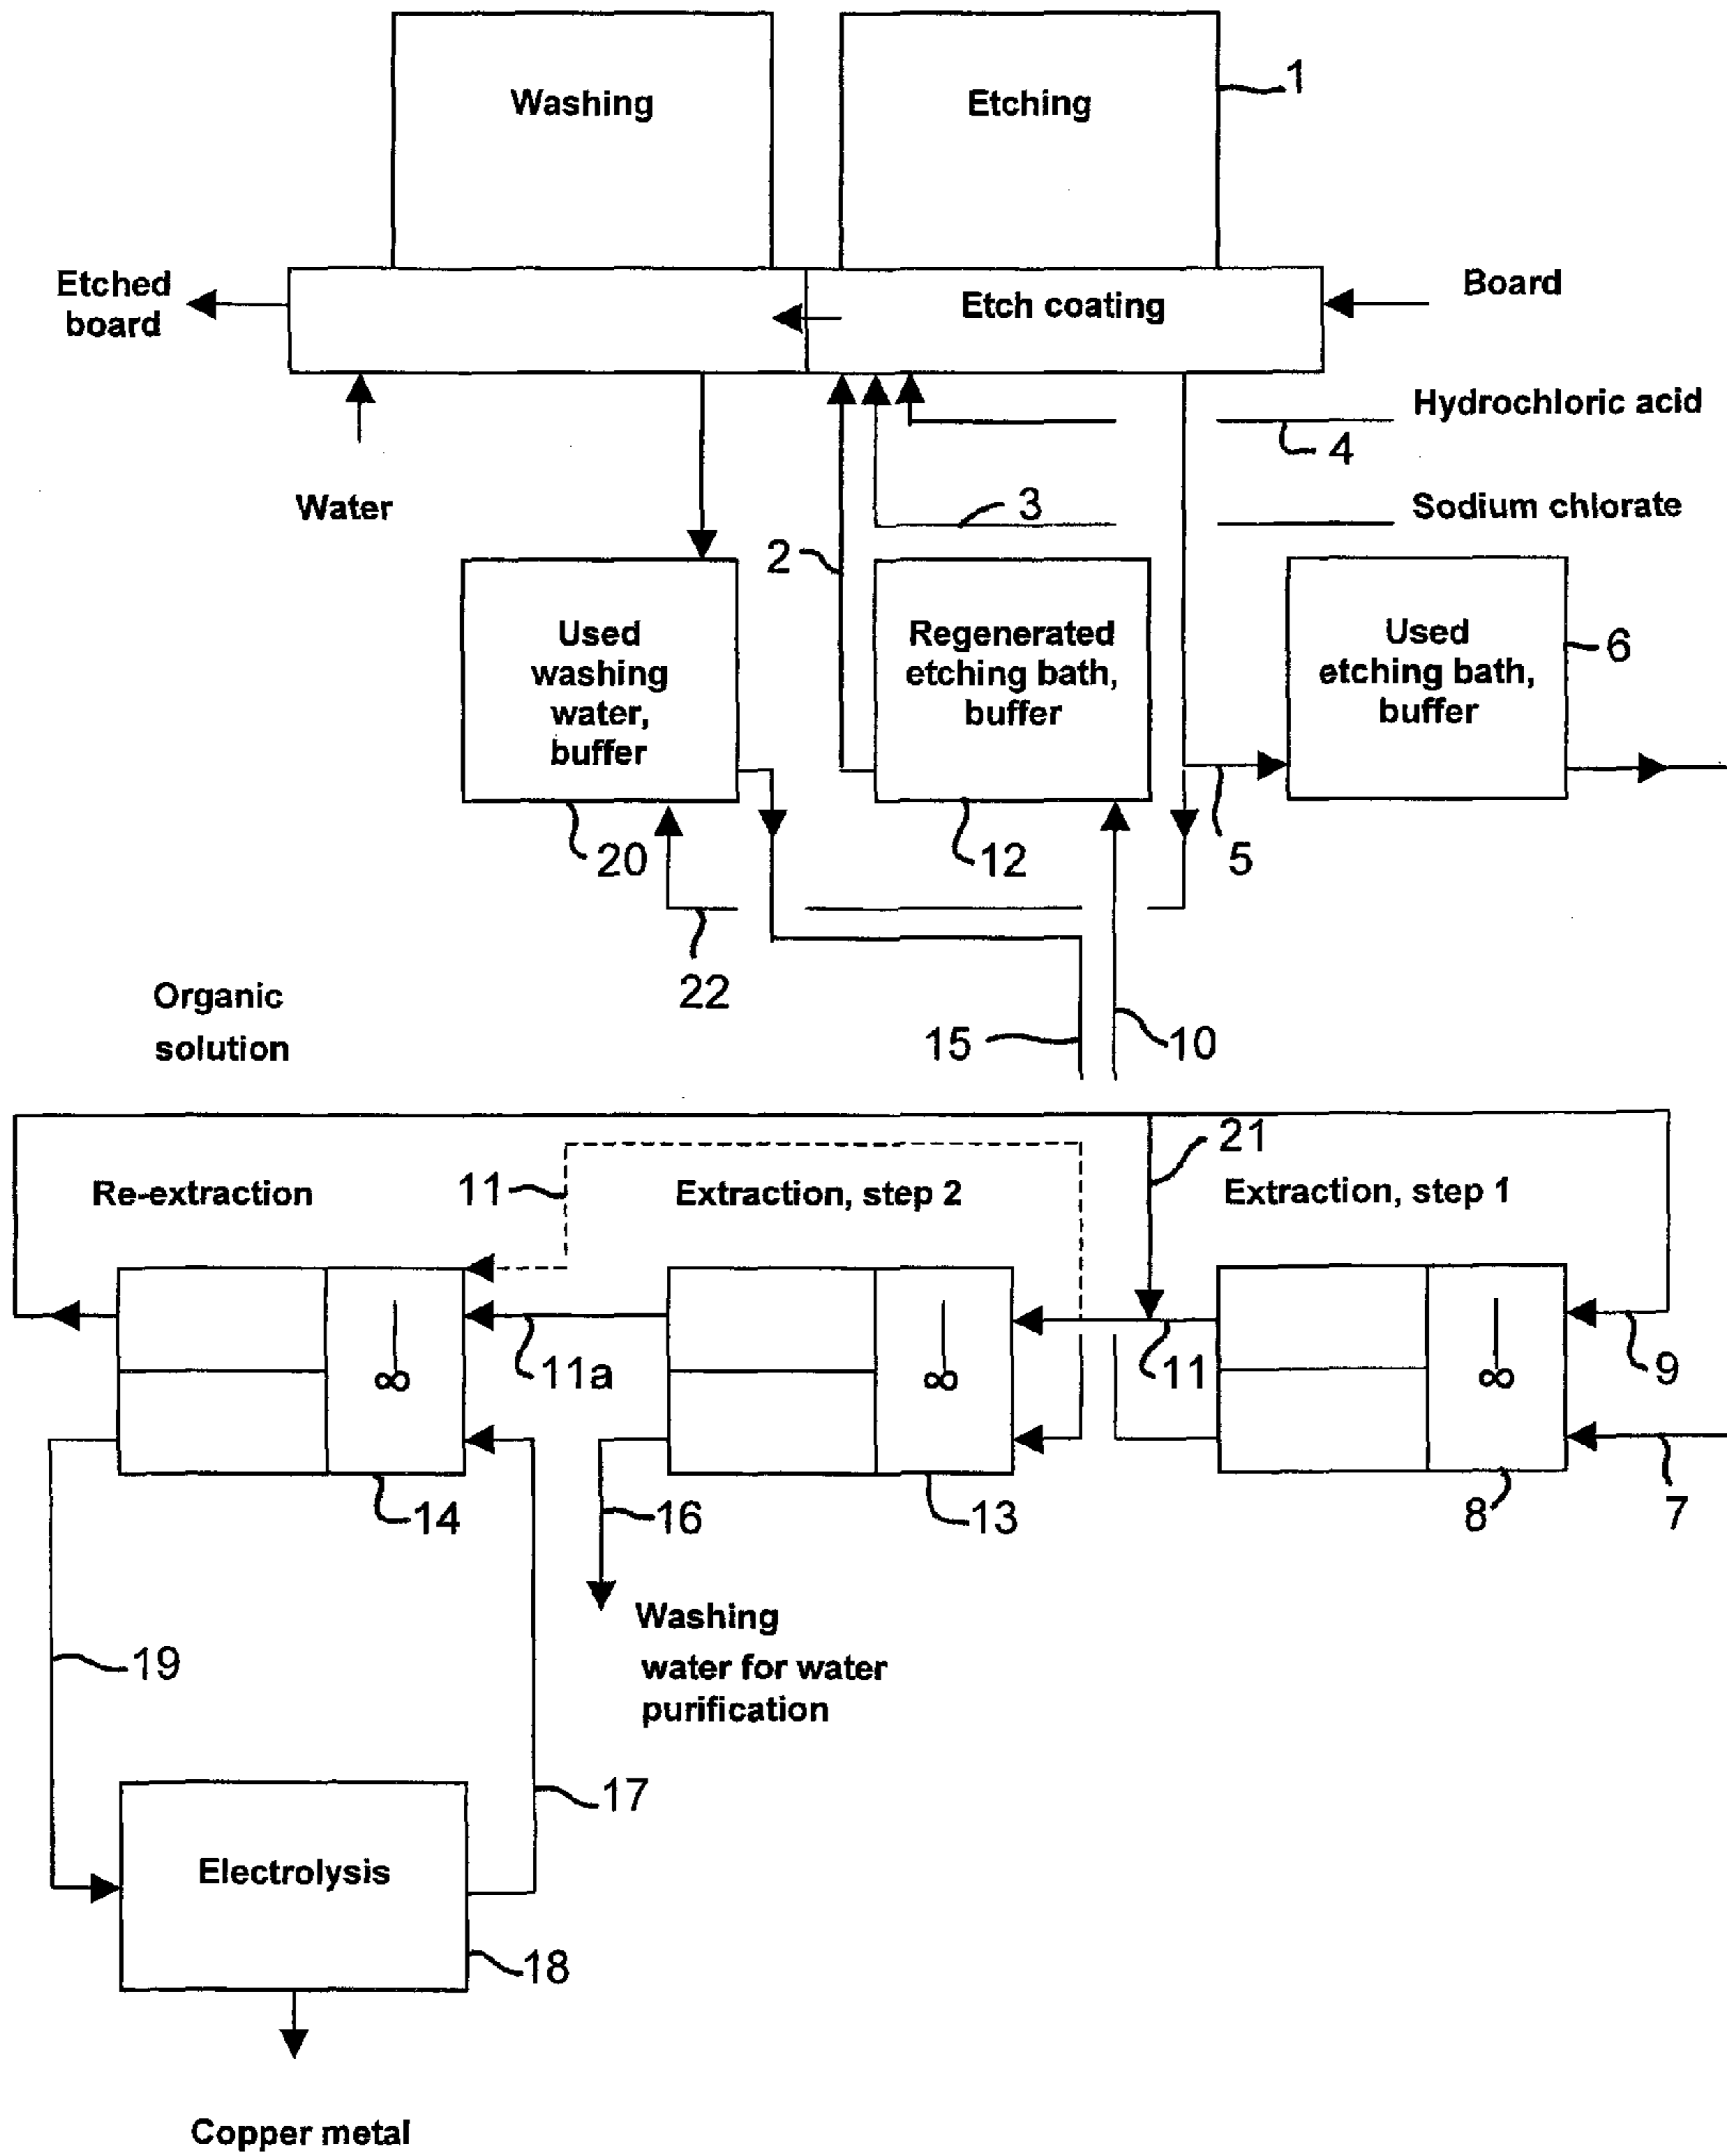 Washing
Etching
1
Etched
board
Etch coating
Board
Hydrochloric acid
4
Water
3
Sodium chlorate
2
Used
washing
water,
buffer
Regenerated
etching bath,
buffer
Used
etching bath,
buffer
6
20
12
5
22
Organic
solution
15
10
21
Re-extraction
11
Extraction, step 2
Extraction, step 1
11a
11
9
14
16
13
8
7
Washing
water for water
purification
19
17
Electrolysis
18
Copper metal